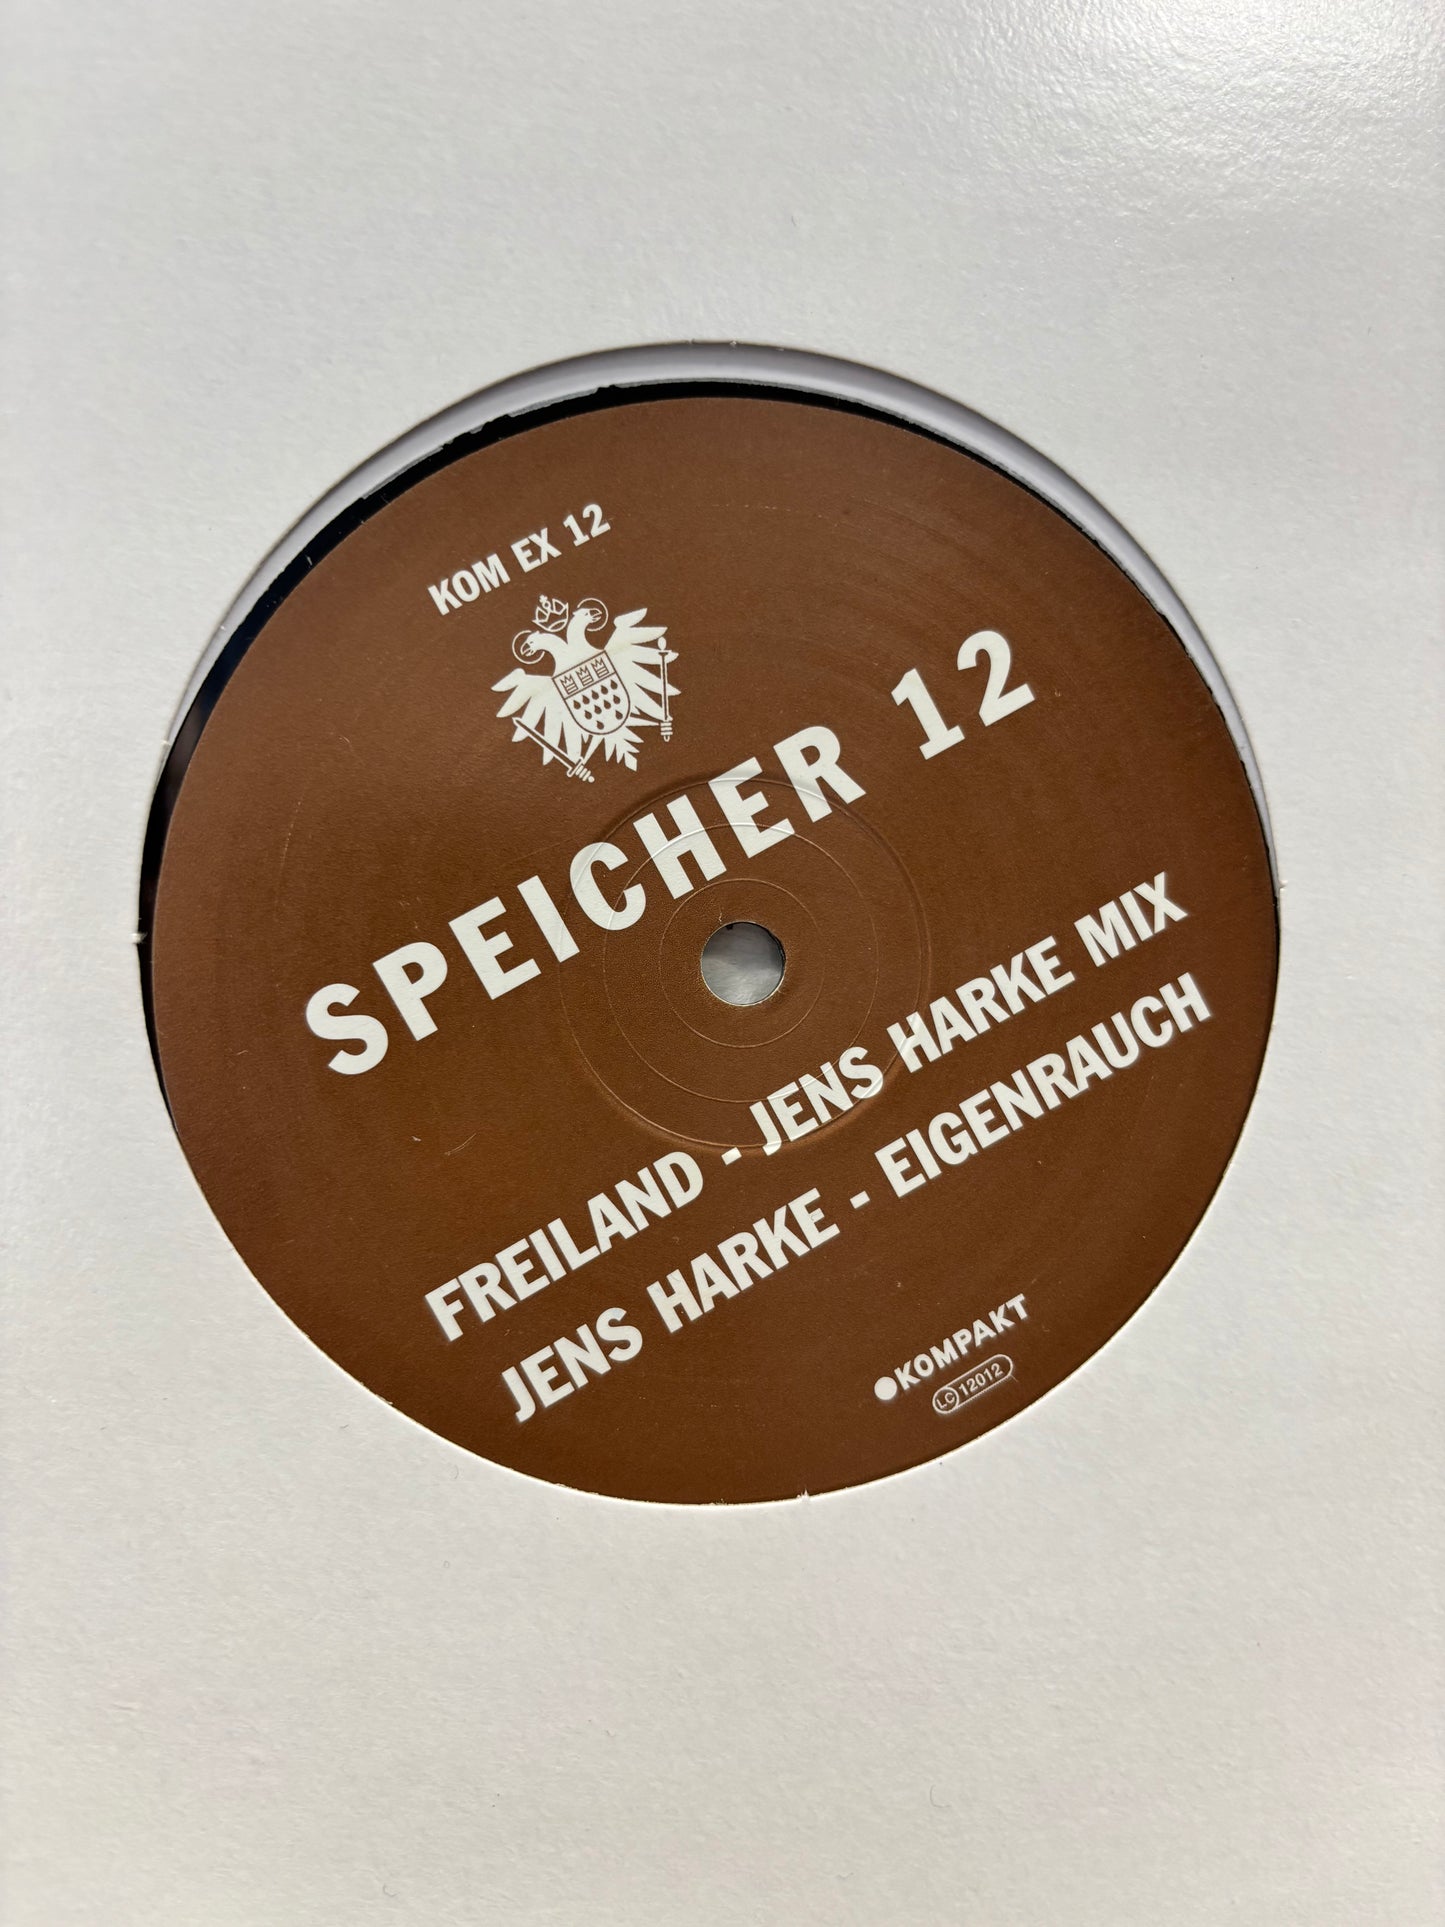 KOM EX 12
SPEICHER 12
FREILAND - JENS HARKE MIX
JENS HARKE - EIGENRAUCH
KOMPAKT
LC 12012